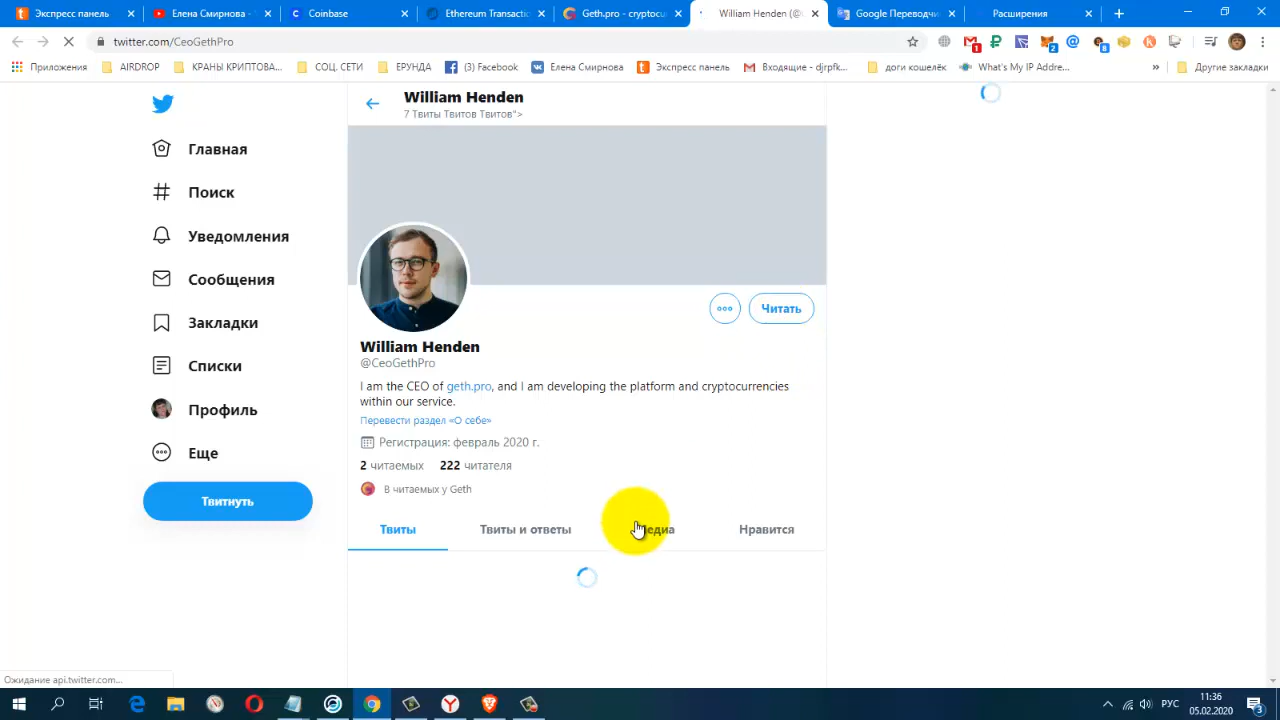 Экспресс панель
Елена Смирнова -
Coinbase
Ethereum Transactio
Geth.pro - cryptocu
William Henden (@C
Google Переводчи
Расширения
twitter.com/CeoGethPro
Приложения
AIRDROP
КРАНЫ КРИПТОВА...
СОЦ. СЕТИ
ЕРУНДА
(3) Facebook
Елена Смирнова
Экспресс панель
Входящие - djrpfk...
доги кошелёк
What's My IP Addre...
»
Другие закладки
William Henden
7 Твиты Твитов Твитов">
Главная
Поиск
Уведомления
Сообщения
Закладки
Списки
Профиль
Еще
Твитнуть
Читать
William Henden
@CeoGethPro
I am the CEO of geth.pro, and I am developing the platform and cryptocurrencies
within our service.
Перевести раздел «О себе»
Регистрация: февраль 2020 г.
2 читаемых 222 читателя
В читаемых у Geth
Твиты
Твиты и ответы
Нравится
Ожидание api.twitter.com...
РУС
11:36
05.02.2020
3